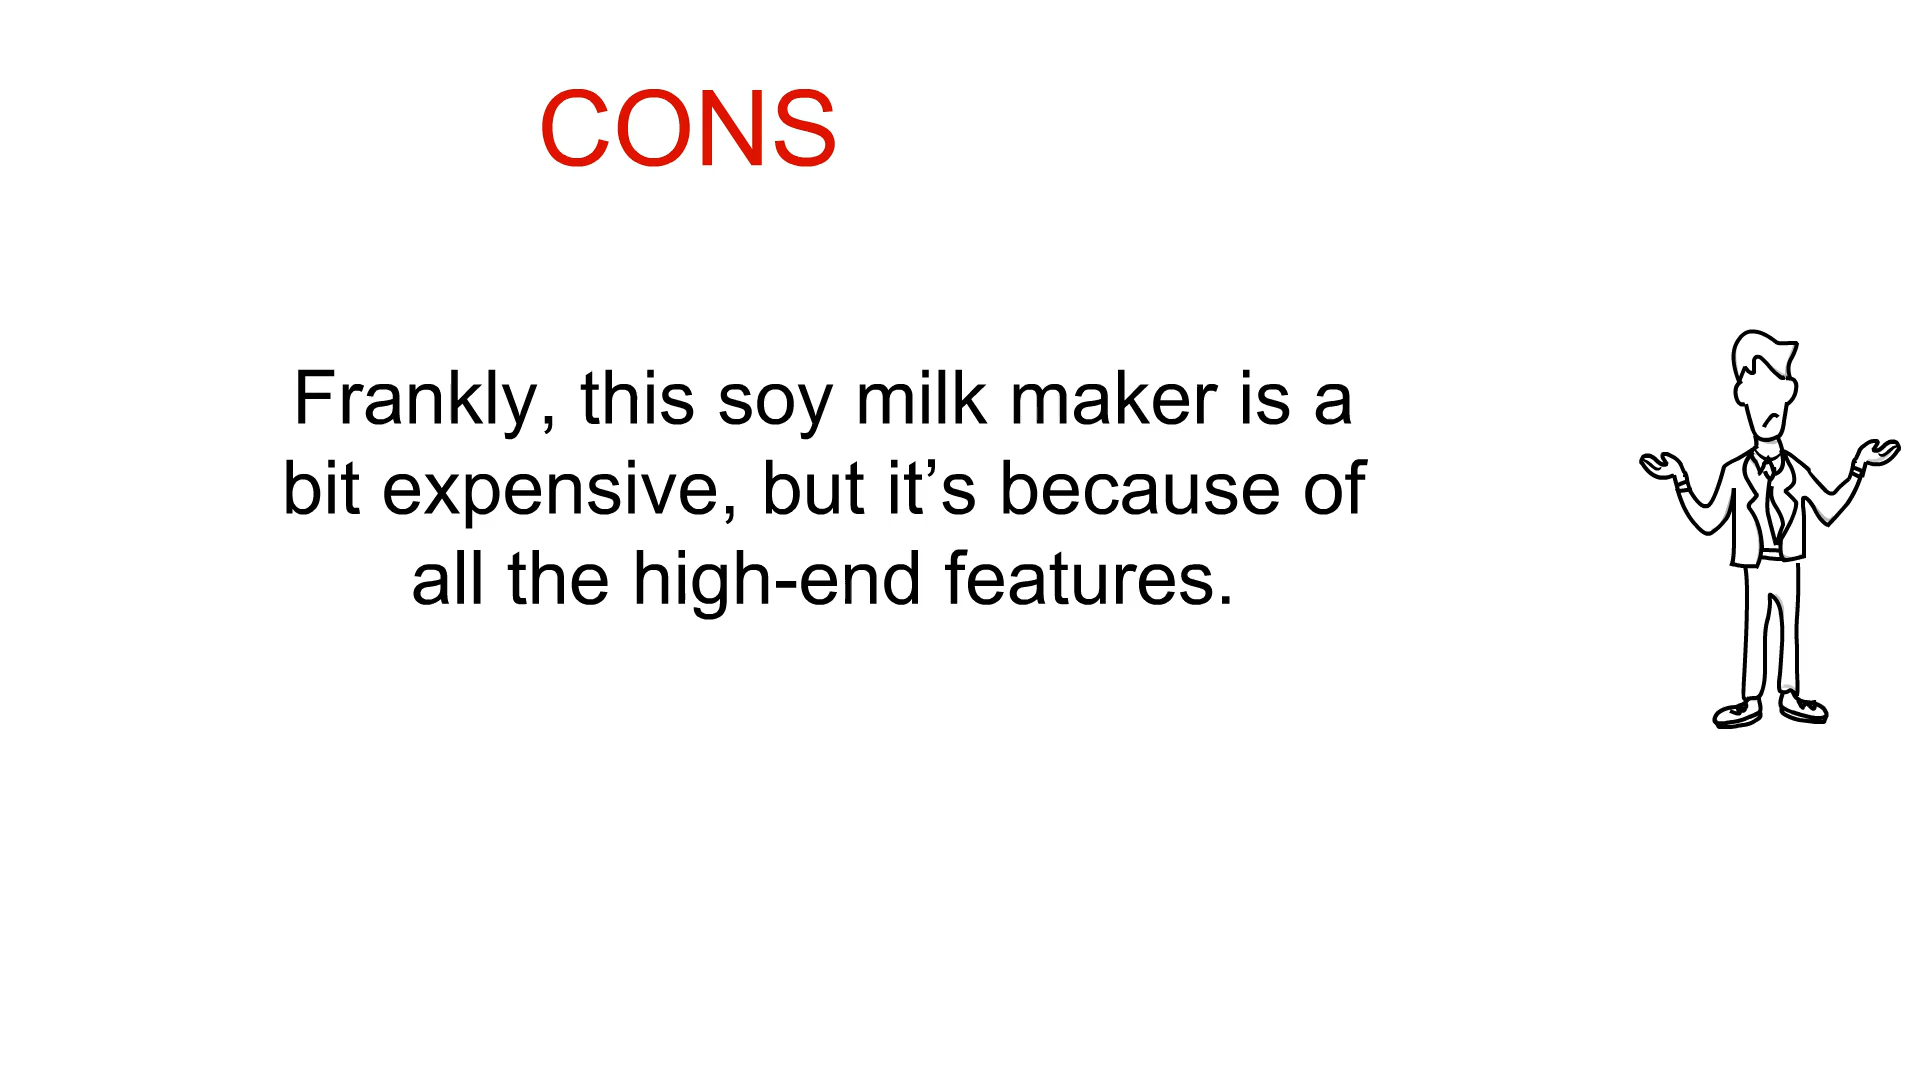 CONS
Frankly, this soy milk maker is a
bit expensive, but it’s because of
all the high-end features.